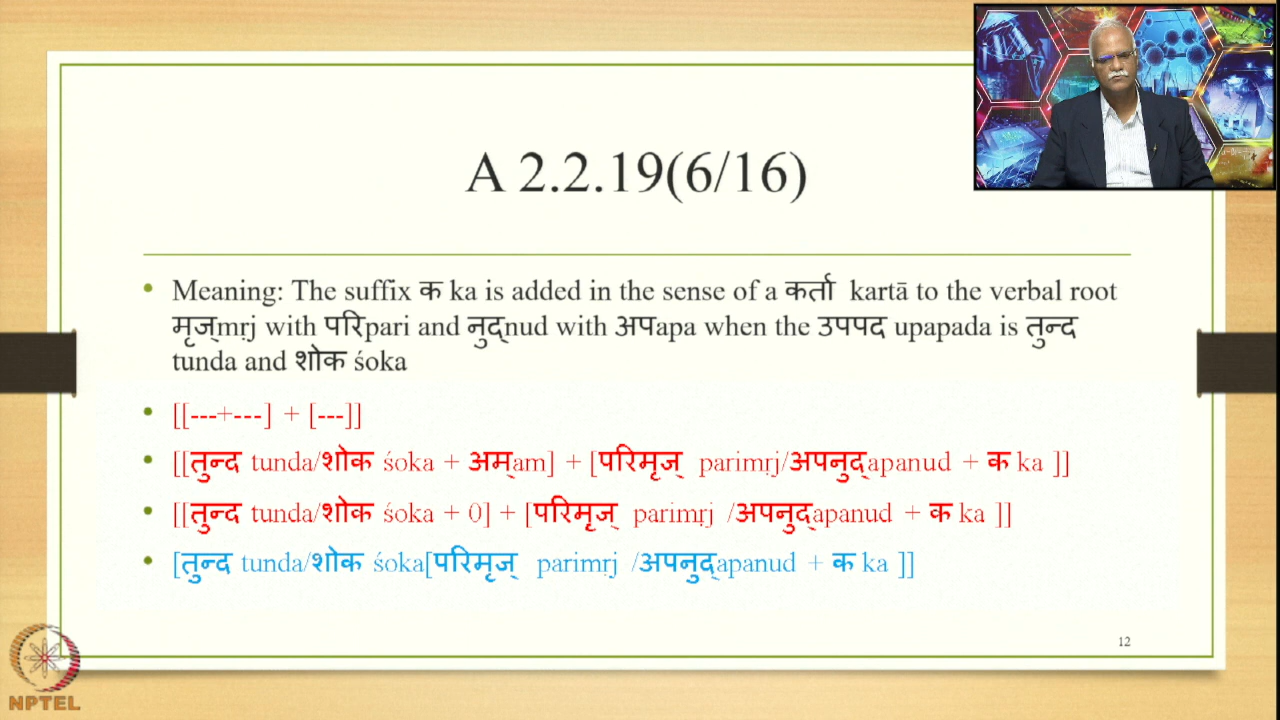 A 2.2.19(6/16)
Meaning: The suffix क ka is added in the sense of a कर्ता kartā to the verbal root
मृज्mṛj with परिpari and नुद्nud with अपapa when the उपपद upapada is तुन्द
tunda and शोक śoka
[[---+---] + [---]]
[[तुन्द tunda/शोक śoka + अम्am] + [परिमृज् parimṛj/अपनुद्apanud + क ka ]]
[[तुन्द tunda/शोक śoka + 0] + [परिमृज् parimṛj /अपनुद्apanud + क ka ]]
[तुन्द tunda/शोक śoka[परिमृज् parimṛj /अपनुद्apanud + क ka ]]
12
NPTEL